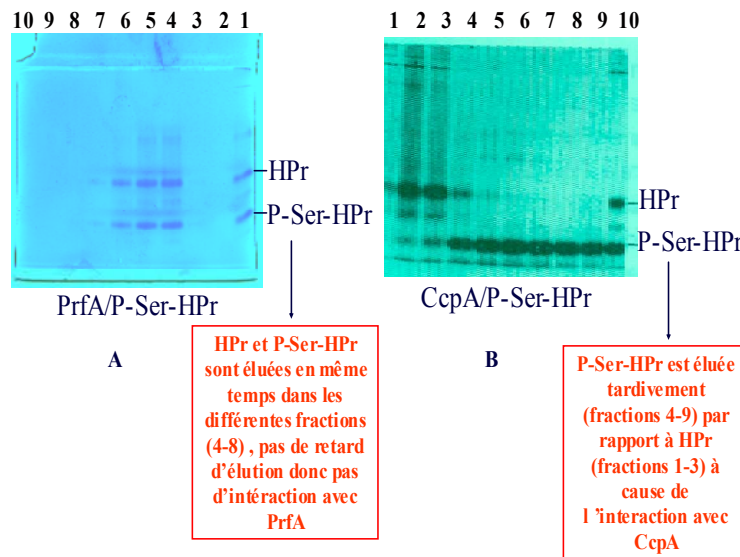 10 9 8 7 6 5 4 3 2 1
HPr
P-Ser-HPr
PrfA/P-Ser-HPr
A
HPr et P-Ser-HPr
sont éluées en même
temps dans les
différentes fractions
(4-8) , pas de retard
d’élution donc pas
d’intéraction avec
PrfA
1 2 3 4 5 6 7 8 9 10
HPr
P-Ser-HPr
CcpA/P-Ser-HPr
B
P-Ser-HPr est éluée
tardivement
(fractions 4-9) par
rapport à HPr
(fractions 1-3) à
cause de
l ’interaction avec
CcpA